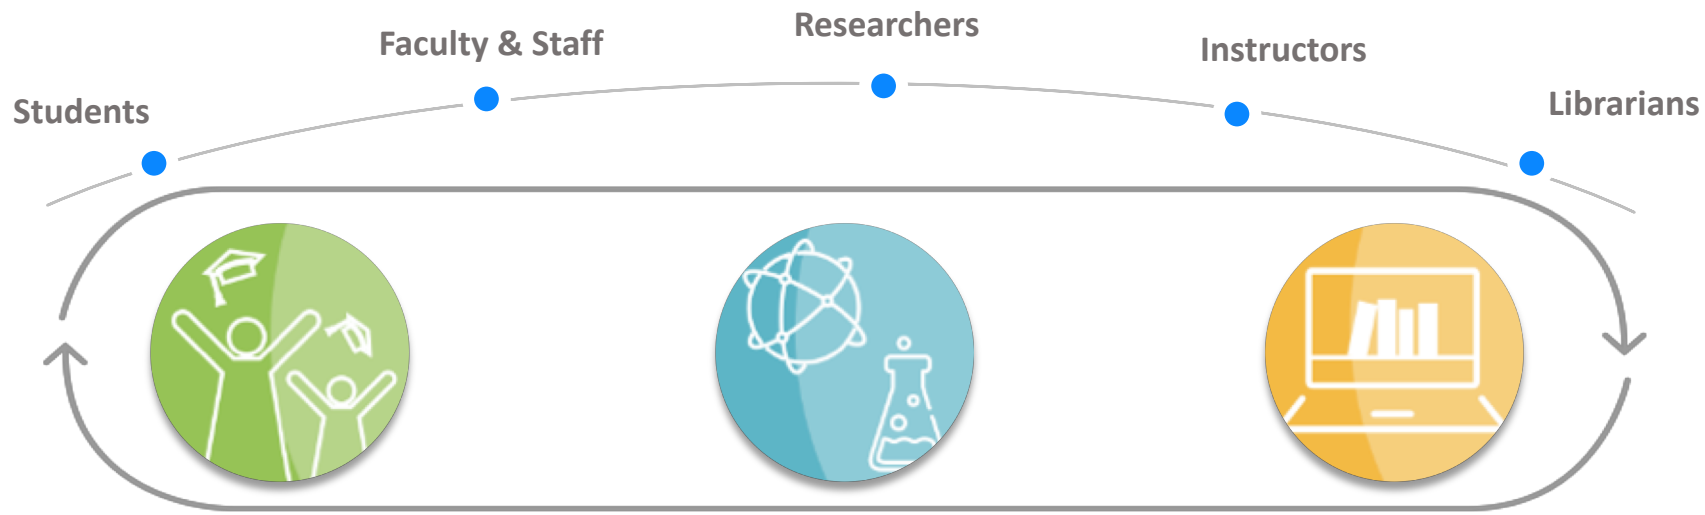 Students
Faculty & Staff
Researchers
Instructors
Librarians